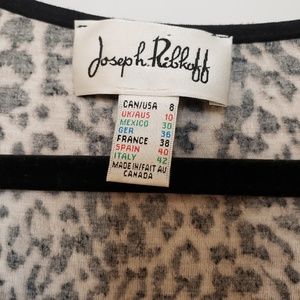 Joseph Ribkoff
CAN/USA 8
UK/AUS 10
MEXICO 30
GER 36
FRANCE 38
SPAIN 40
ITALY 42
MADE IN/FAIT AU
CANADA